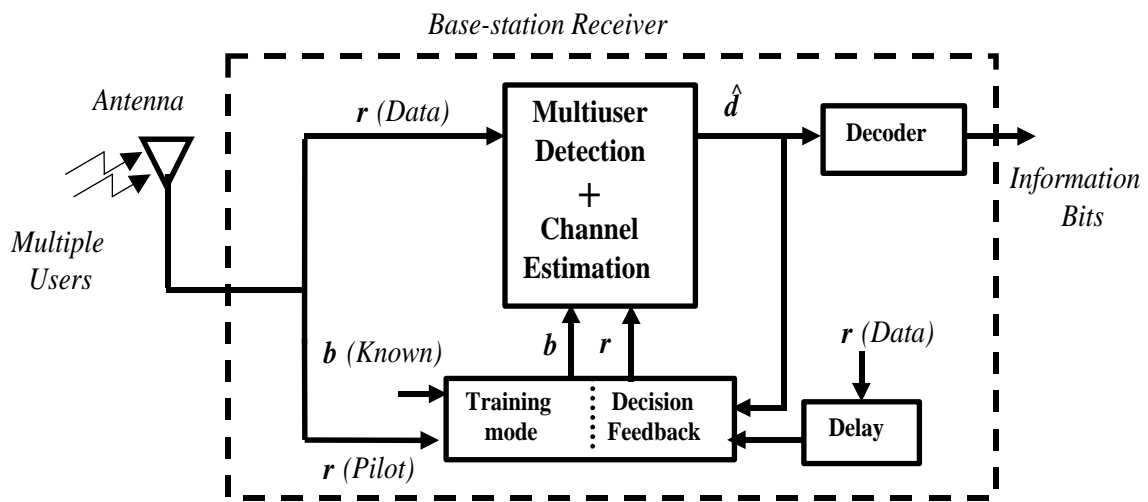 Base-station Receiver
Antenna
r (Data)
Multiuser
Detection
+
Channel
Estimation
d̂
Decoder
Information
Bits
Multiple
Users
b (Known)
b
r
r (Data)
Training
mode
Decision
Feedback
Delay
r (Pilot)